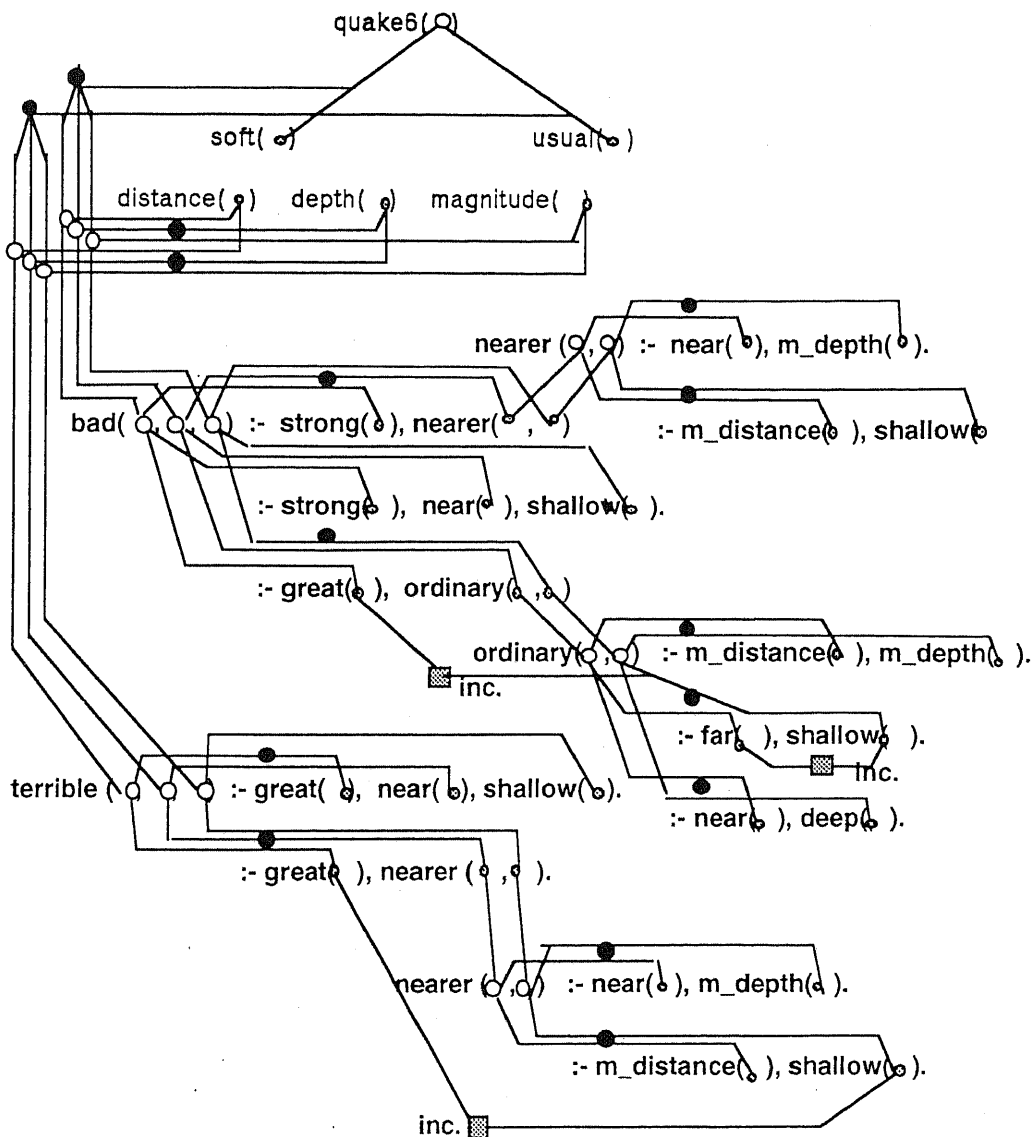 quake6( )
soft( ) usual( )
distance( ) depth( ) magnitude( )
nearer ( , ) :- near( ), m_depth( ).
bad( , , ) :- strong( ), nearer( , )
:- m_distance( ), shallow(
:- strong( ), near( ), shallow( ).
:- great( ), ordinary( , )
ordinary( , ) :- m_distance( ), m_depth( ).
inc.
:- far( ), shallow( ).
inc.
terrible ( , , ) :- great( ), near( ), shallow( ).
:- near( ), deep( ).
:- great( ), nearer ( , ).
nearer ( , ) :- near( ), m_depth( ).
:- m_distance( ), shallow( ).
inc.